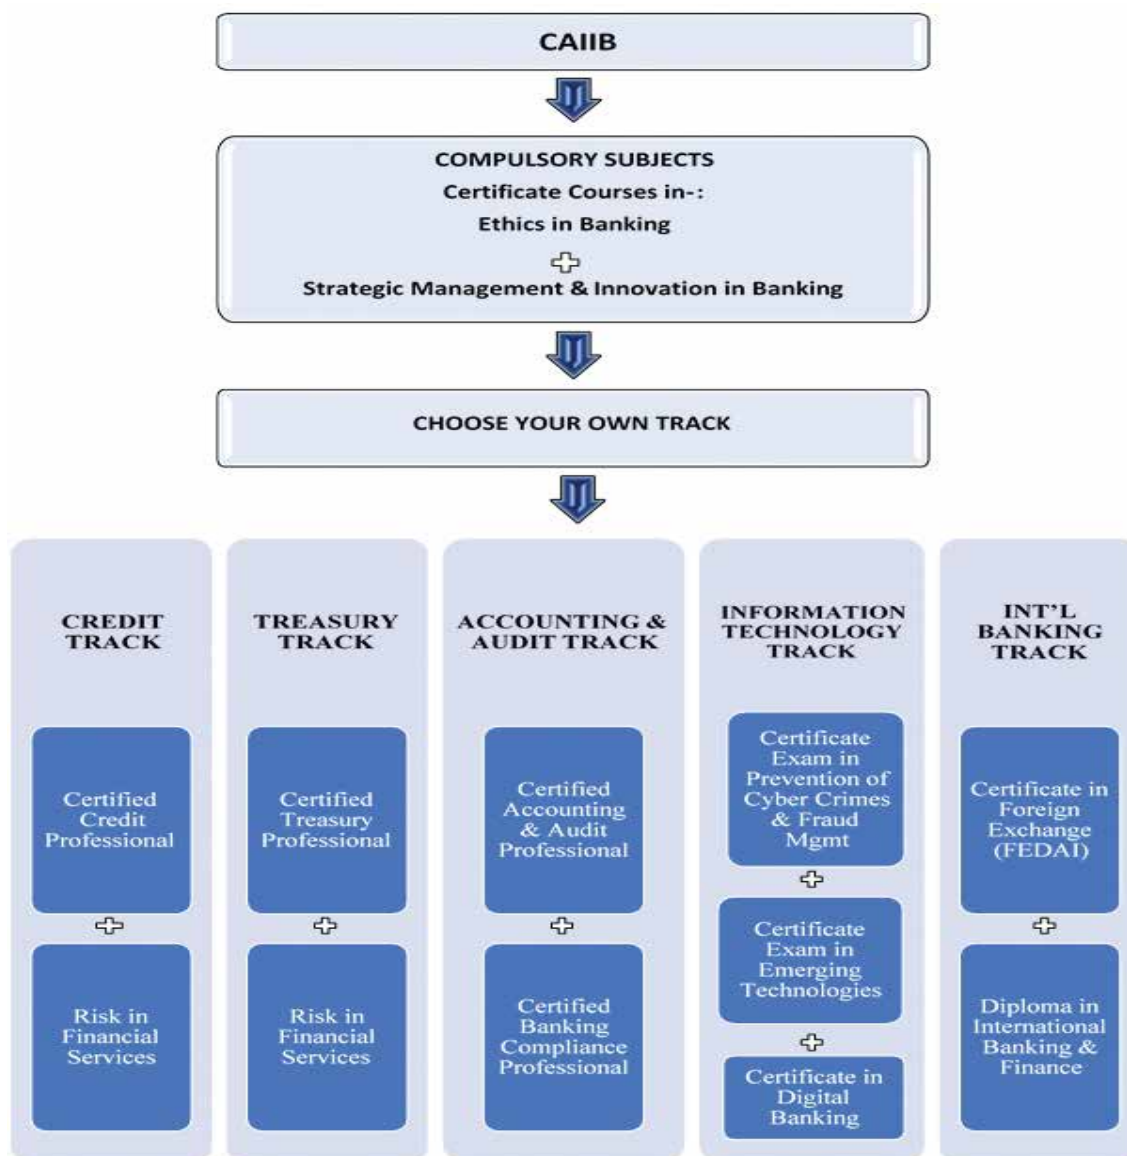 CAIIB
COMPULSORY SUBJECTS
Certificate Courses in-:
Ethics in Banking
Strategic Management & Innovation in Banking
CHOOSE YOUR OWN TRACK
CREDIT
TRACK
Certified
Credit
Professional
Risk in
Financial
Services
TREASURY
TRACK
Certified
Treasury
Professional
Risk in
Financial
Services
ACCOUNTING &
AUDIT TRACK
Certified
Accounting
& Audit
Professional
Certified
Banking
Compliance
Professional
INFORMATION
TECHNOLOGY
TRACK
Certificate
Exam in
Prevention of
Cyber Crimes
& Fraud
Mgmt
Certificate
Exam in
Emerging
Technologies
Certificate in
Digital
Banking
INT'L
BANKING
TRACK
Certificate in
Foreign
Exchange
(FEDAI)
Diploma in
International
Banking &
Finance